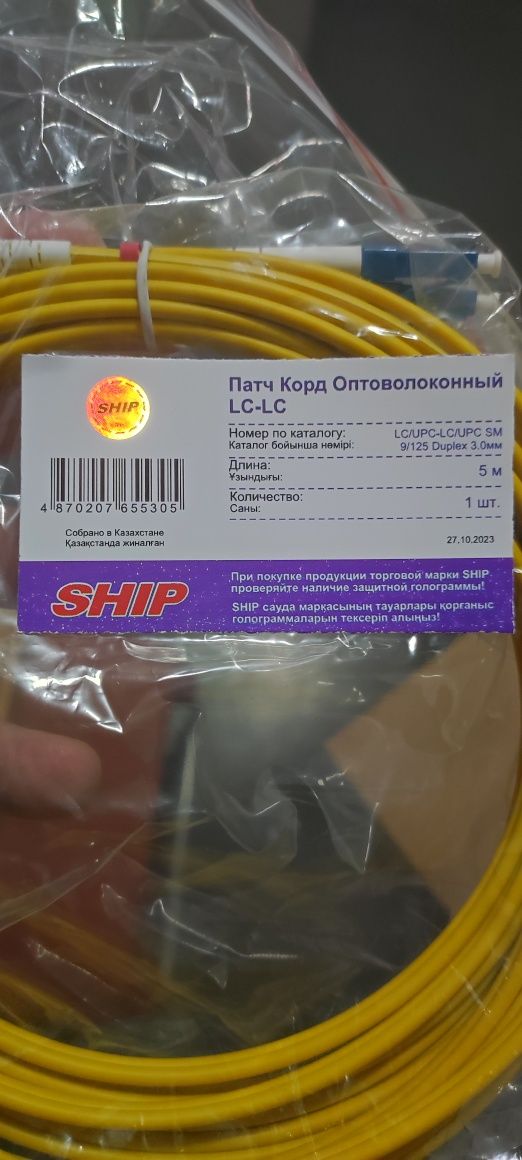 SHIP
Патч Корд Оптоволоконный
LC-LC
Номер по каталогу:
Каталог бойынша нөмірі:
LC/UPC-LC/UPC SM
9/125 Duplex 3.0мм
Длина:
Ұзындығы:
5 м
Количество:
Саны:
1 шт.
4 870207 655305
Собрано в Казахстане
Қазақстанда жиналған
27.10.2023
SHIP
При покупке продукции торговой марки SHIP
проверяйте наличие защитной голограммы!
SHIP сауда маркасының тауарлары қорғаныс
голограммаларын тексеріп алыңыз!